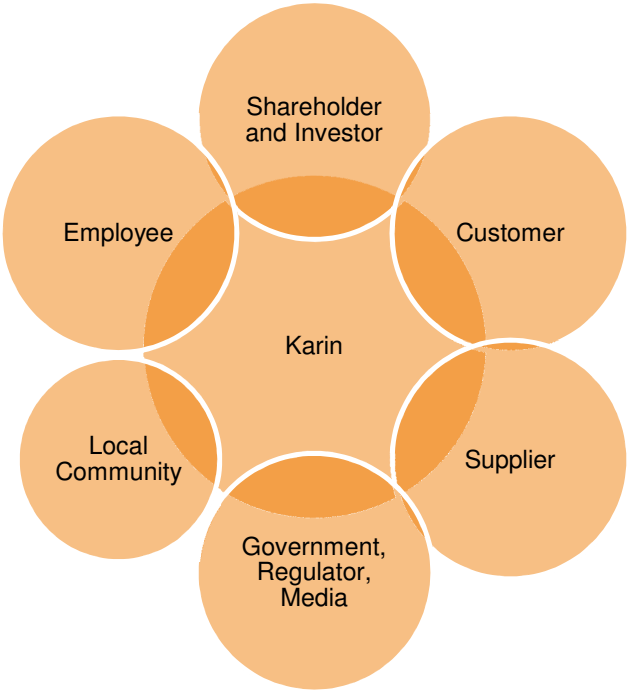 Shareholder
and Investor
Employee
Customer
Karin
Local
Community
Supplier
Government,
Regulator,
Media